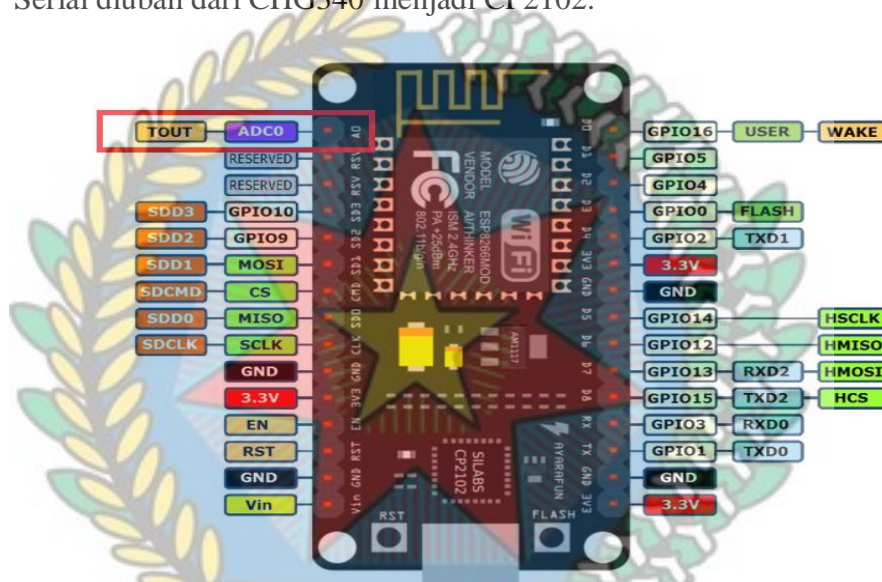 Serial diubah dari CHG340 menjadi CP2102.
TOUT ADC0 A0 D0 GPIO16 USER WAKE
RESERVED RSV D1 GPIO5
RESERVED RSV D2 GPIO4
SDD3 GPIO10 SD3 D3 GPIO0 FLASH
SDD2 GPIO9 SD2 D4 GPIO2 TXD1
SDD1 MOSI SD1 3V3 3.3V
SDCMD CS CMD GND GND
SDD0 MISO SDO D5 GPIO14 HSCLK
SDCLK SCLK CLK D6 GPIO12 HMISO
GND GND D7 GPIO13 RXD2 HMOSI
3.3V 3V3 D8 GPIO15 TXD2 HCS
EN EN RX GPIO3 RXD0
RST RST TX GPIO1 TXD0
GND GND GND GND
Vin Vin 3V3 3.3V
MODEL ESP8266MOD
VENDOR AI/THINKER
ISM 2.4GHz
PA +25dBm
802.11b/g/n
FC
WiFi
AM1117
SILABS
CP2102
AYARAFUN
RST FLASH